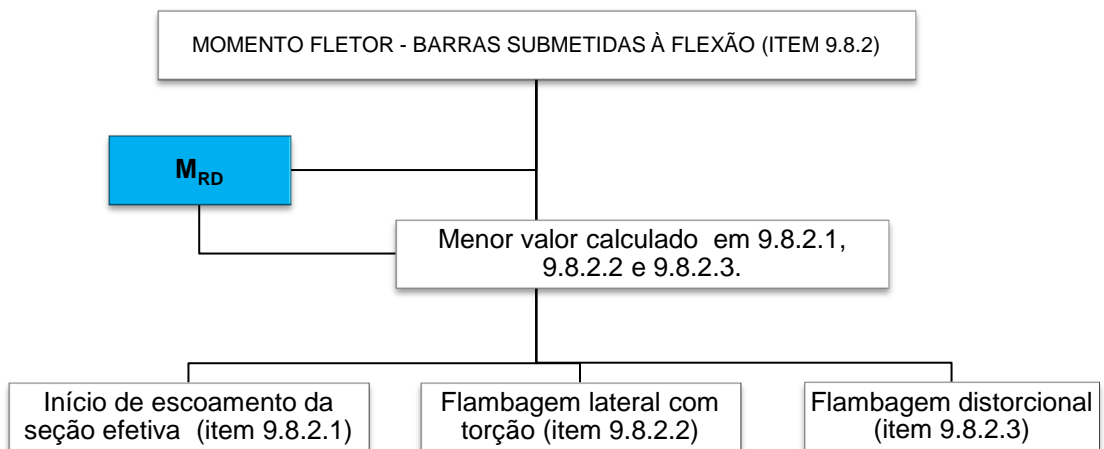 MOMENTO FLETOR - BARRAS SUBMETIDAS À FLEXÃO (ITEM 9.8.2)
M_RD
Menor valor calculado em 9.8.2.1,
9.8.2.2 e 9.8.2.3.
Início de escoamento da
seção efetiva (item 9.8.2.1)
Flambagem lateral com
torção (item 9.8.2.2)
Flambagem distorcional
(item 9.8.2.3)